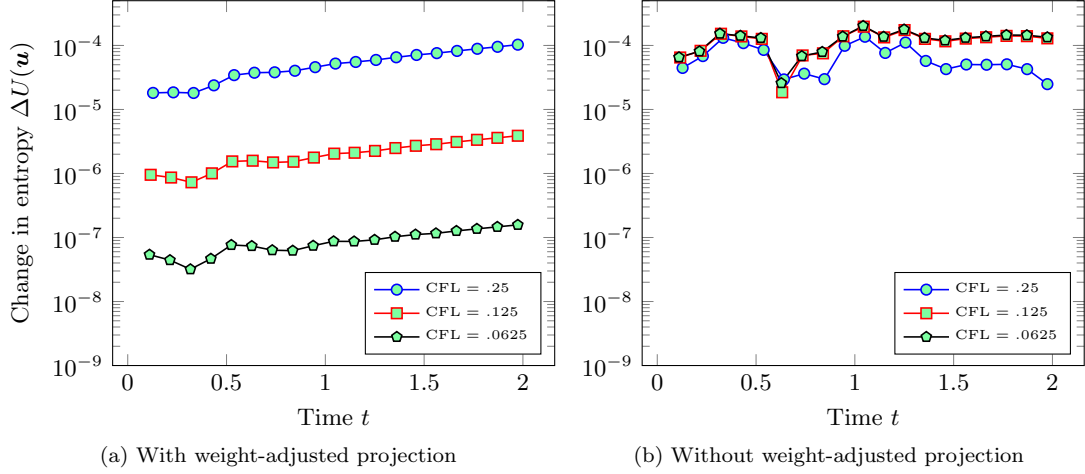 Change in entropy ΔU(u)
10⁻⁴
10⁻⁵
10⁻⁶
10⁻⁷
10⁻⁸
10⁻⁹
0 0.5 1 1.5 2
Time t
CFL = .25
CFL = .125
CFL = .0625
(a) With weight-adjusted projection
10⁻⁴
10⁻⁵
10⁻⁶
10⁻⁷
10⁻⁸
10⁻⁹
0 0.5 1 1.5 2
Time t
CFL = .25
CFL = .125
CFL = .0625
(b) Without weight-adjusted projection